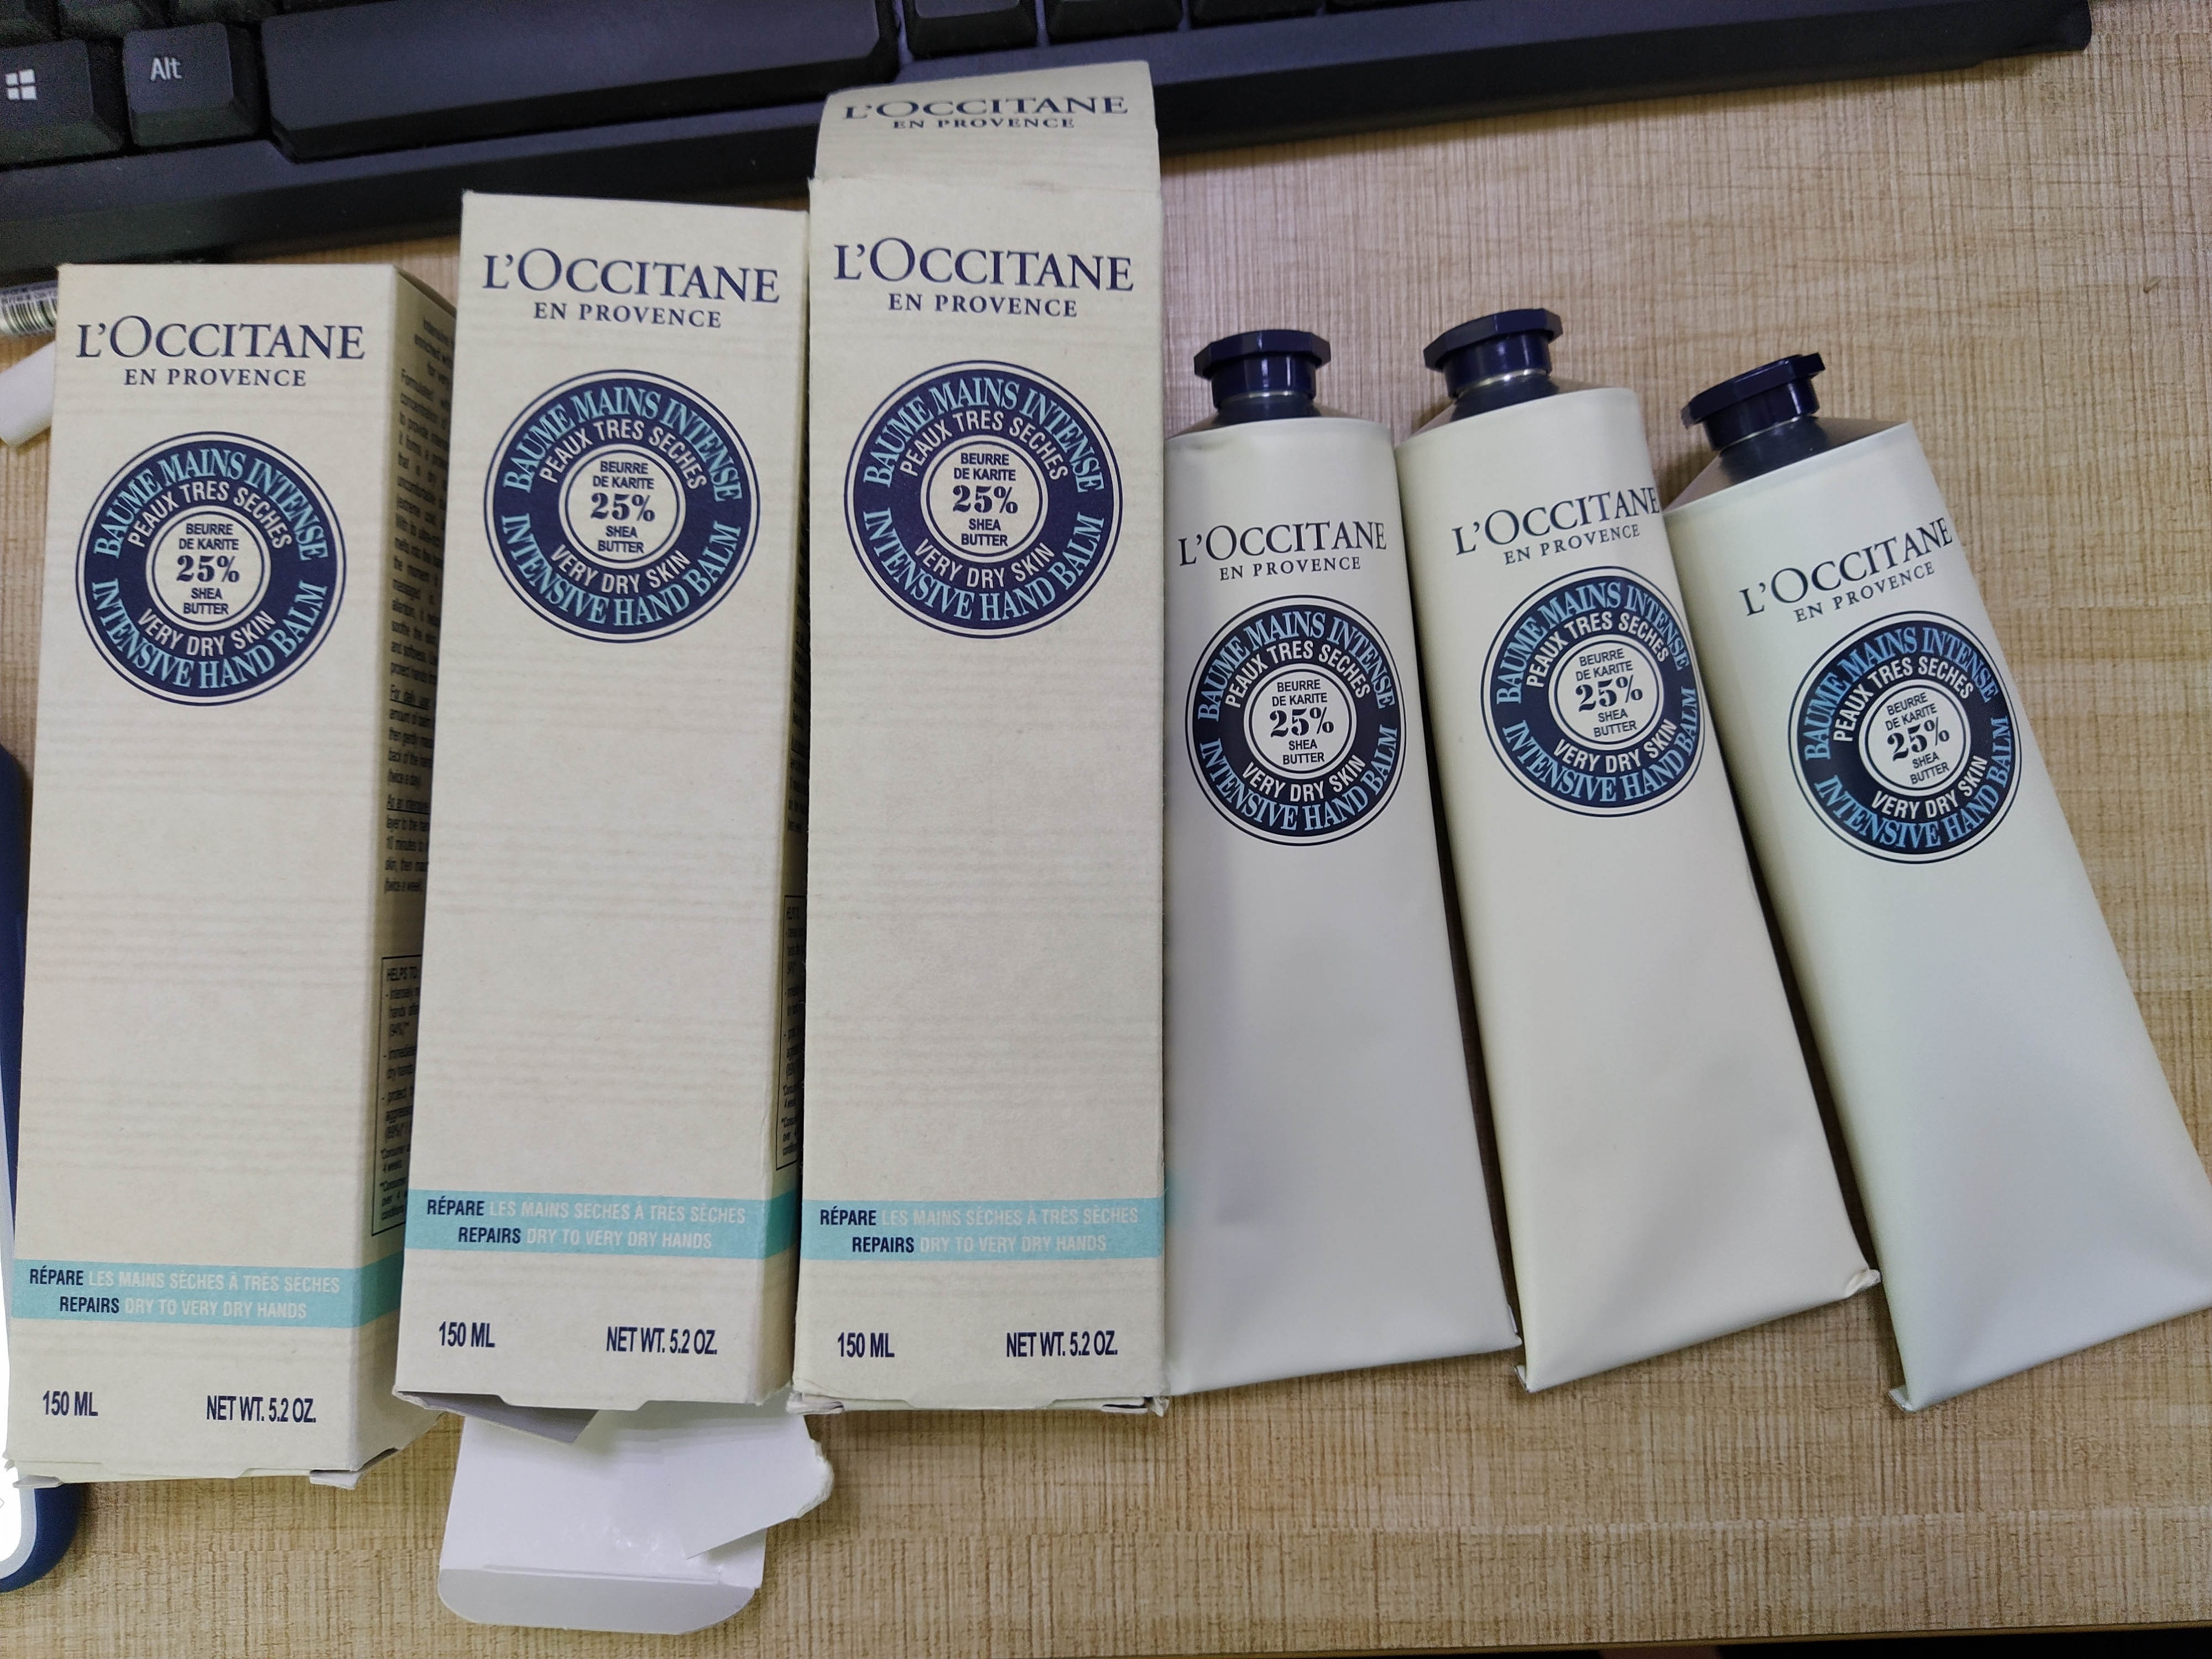 Alt
L'OCCITANE
EN PROVENCE
BAUME MAINS INTENSE
PEAUX TRES SECHES
BEURRE
DE KARITE
25%
SHEA
BUTTER
VERY DRY SKIN
INTENSIVE HAND BALM
HELPS TO
RÉPARE LES MAINS SÈCHES À TRÈS SÈCHES
REPAIRS DRY TO VERY DRY HANDS
150 ML NET WT. 5.2 OZ.
L'OCCITANE
EN PROVENCE
BAUME MAINS INTENSE
PEAUX TRES SECHES
BEURRE
DE KARITE
25%
SHEA
BUTTER
VERY DRY SKIN
INTENSIVE HAND BALM
RÉPARE LES MAINS SÈCHES À TRÈS SÈCHES
REPAIRS DRY TO VERY DRY HANDS
150 ML NET WT. 5.2 OZ.
L'OCCITANE
EN PROVENCE
L'OCCITANE
EN PROVENCE
BAUME MAINS INTENSE
PEAUX TRES SECHES
BEURRE
DE KARITE
25%
SHEA
BUTTER
VERY DRY SKIN
INTENSIVE HAND BALM
RÉPARE LES MAINS SÈCHES À TRÈS SÈCHES
REPAIRS DRY TO VERY DRY HANDS
150 ML NET WT. 5.2 OZ.
L'OCCITANE
EN PROVENCE
BAUME MAINS INTENSE
PEAUX TRES SECHES
BEURRE
DE KARITE
25%
SHEA
BUTTER
VERY DRY SKIN
INTENSIVE HAND BALM
L'OCCITANE
EN PROVENCE
BAUME MAINS INTENSE
PEAUX TRES SECHES
BEURRE
DE KARITE
25%
SHEA
BUTTER
VERY DRY SKIN
INTENSIVE HAND BALM
L'OCCITANE
EN PROVENCE
BAUME MAINS INTENSE
PEAUX TRES SECHES
BEURRE
DE KARITE
25%
SHEA
BUTTER
VERY DRY SKIN
INTENSIVE HAND BALM